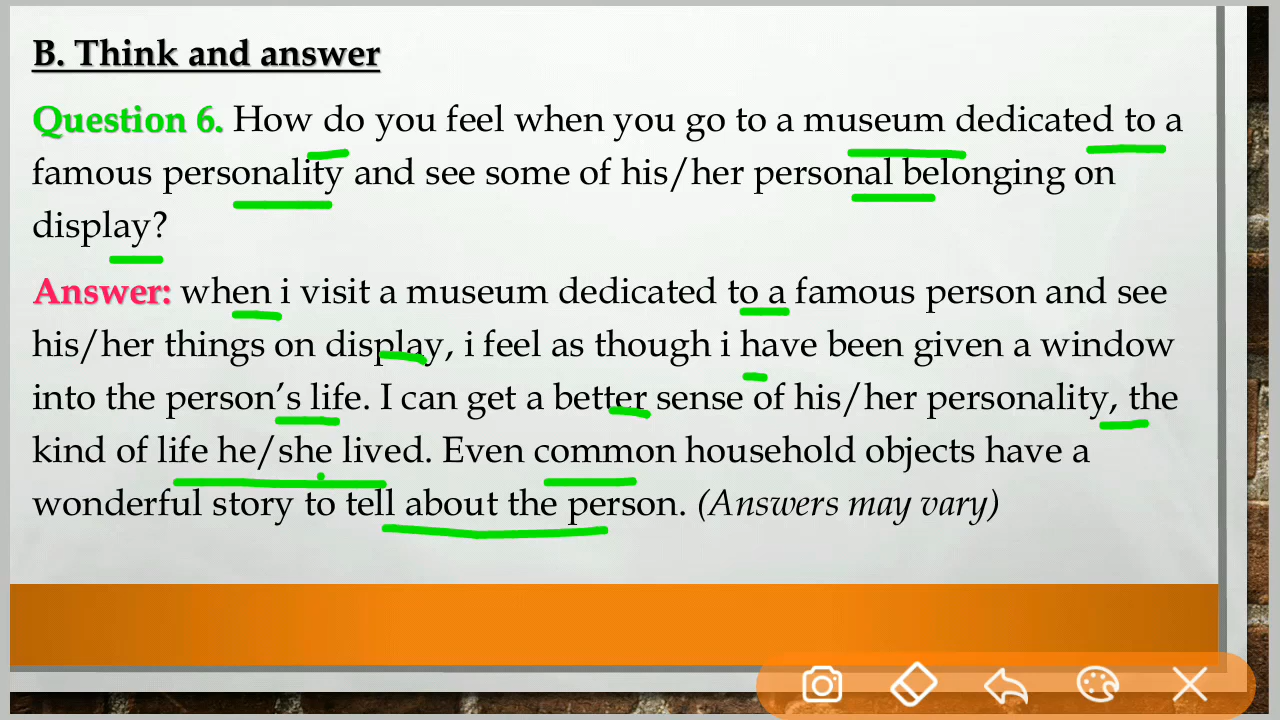 B. Think and answer
Question 6. How do you feel when you go to a museum dedicated to a
famous personality and see some of his/her personal belonging on
display?
Answer: when i visit a museum dedicated to a famous person and see
his/her things on display, i feel as though i have been given a window
into the person’s life. I can get a better sense of his/her personality, the
kind of life he/she lived. Even common household objects have a
wonderful story to tell about the person. (Answers may vary)